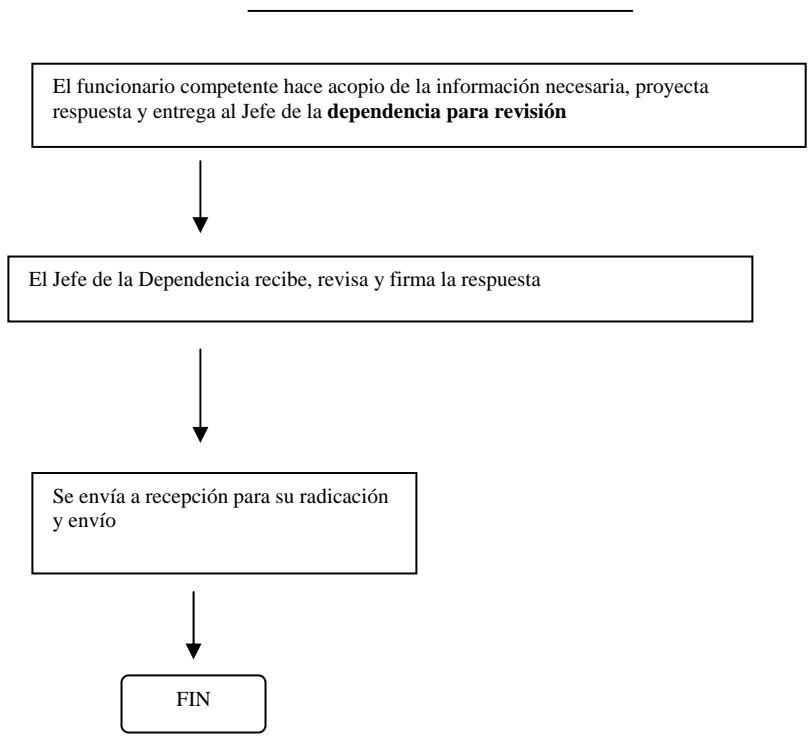 El funcionario competente hace acopio de la información necesaria, proyecta
respuesta y entrega al Jefe de la dependencia para revisión
El Jefe de la Dependencia recibe, revisa y firma la respuesta
Se envía a recepción para su radicación
y envío
FIN